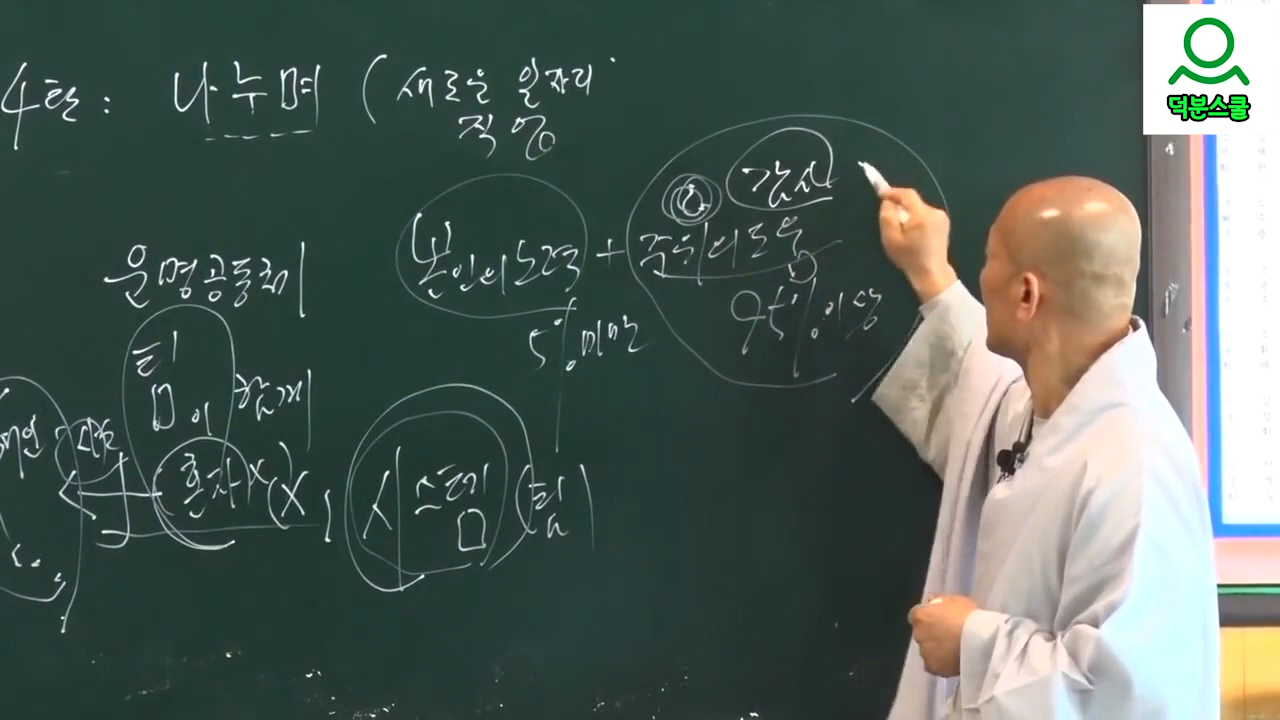 4탄: 나누며 (새로운 일자리
직업
감사
본인의노력 + 주위의도움
운명공동체
5% 미만
95% 이상
팀
이 함께
혼자 X (X)
시스템 (힘)
덕분스쿨